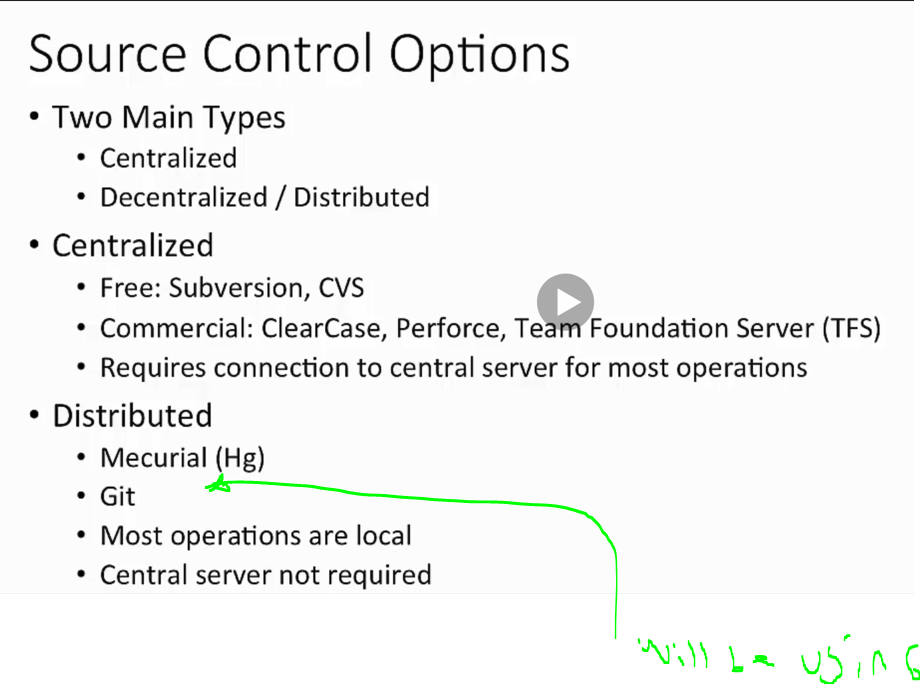 Source Control Options
• Two Main Types
• Centralized
• Decentralized / Distributed
• Centralized
• Free: Subversion, CVS
• Commercial: ClearCase, Perforce, Team Foundation Server (TFS)
• Requires connection to central server for most operations
• Distributed
• Mecurial (Hg)
• Git
• Most operations are local
• Central server not required
Will be usin